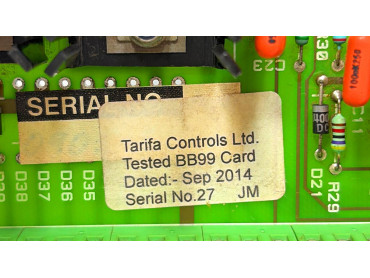 SERIAL NO.
Tarifa Controls Ltd.
Tested BB99 Card
Dated:- Sep 2014
Serial No.27 JM
D38
D37
D36
D35
D21
R29